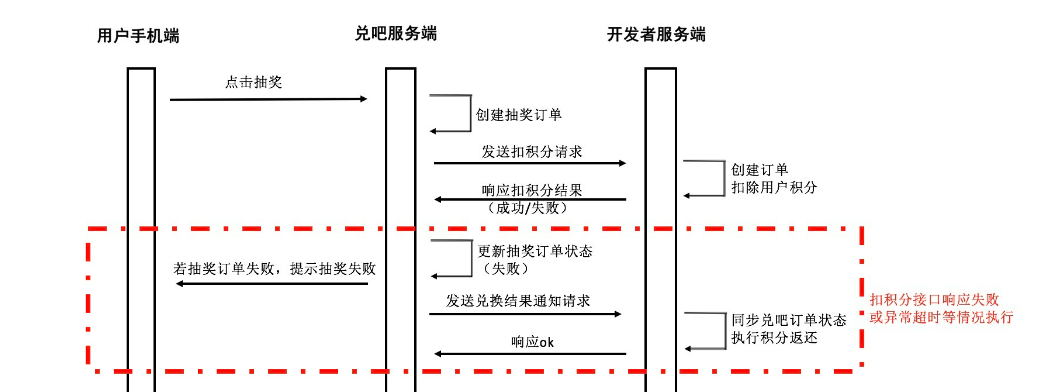 用户手机端
兑吧服务端
开发者服务端
点击抽奖
创建抽奖订单
发送扣积分请求
创建订单
扣除用户积分
响应扣积分结果
（成功/失败）
更新抽奖订单状态
（失败）
若抽奖订单失败，提示抽奖失败
发送兑换结果通知请求
扣积分接口响应失败
或异常超时等情况执行
同步兑吧订单状态
执行积分返还
响应ok